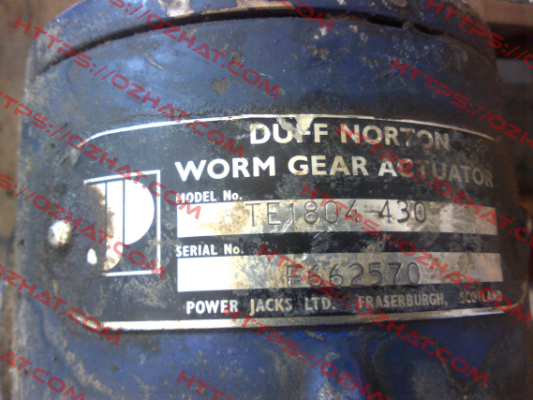 DUFF NORTON
WORM GEAR ACTUATOR
MODEL No.
TE1804-430
SERIAL No.
F662570
POWER JACKS LTD. FRASERBURGH, SCOTLAND
HTTPS://OZHAT.COM